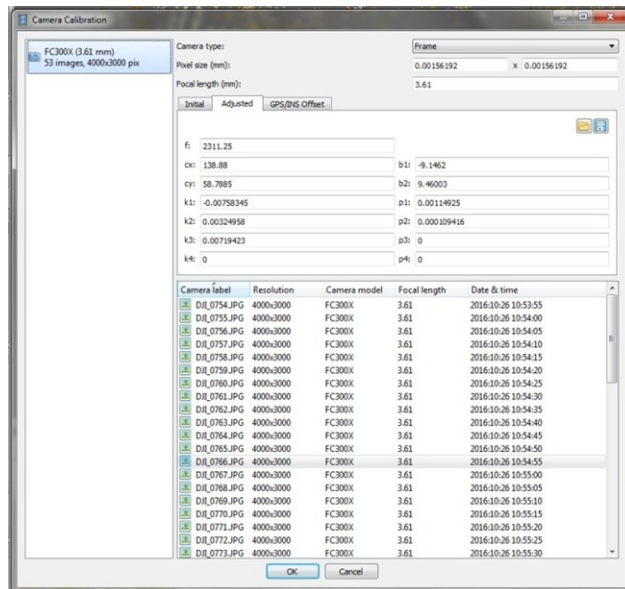 Camera Calibration
FC300X (3.61 mm)
53 images, 4000x3000 pix
Camera type: Frame
Pixel size (mm): 0.00156192 x 0.00156192
Focal length (mm): 3.61
Initial Adjusted GPS/INS Offset
f: 2311.25
cx: 138.88 b1: -9.1462
cy: 58.7885 b2: 9.46003
k1: -0.00758345 p1: 0.00114925
k2: 0.00324958 p2: 0.000109416
k3: 0.00719423 p3: 0
k4: 0 p4: 0
Camera label Resolution Camera model Focal length Date & time
DJI_0754.JPG 4000x3000 FC300X 3.61 2016:10:26 10:53:55
DJI_0755.JPG 4000x3000 FC300X 3.61 2016:10:26 10:54:00
DJI_0756.JPG 4000x3000 FC300X 3.61 2016:10:26 10:54:05
DJI_0757.JPG 4000x3000 FC300X 3.61 2016:10:26 10:54:10
DJI_0758.JPG 4000x3000 FC300X 3.61 2016:10:26 10:54:15
DJI_0759.JPG 4000x3000 FC300X 3.61 2016:10:26 10:54:20
DJI_0760.JPG 4000x3000 FC300X 3.61 2016:10:26 10:54:25
DJI_0761.JPG 4000x3000 FC300X 3.61 2016:10:26 10:54:30
DJI_0762.JPG 4000x3000 FC300X 3.61 2016:10:26 10:54:35
DJI_0763.JPG 4000x3000 FC300X 3.61 2016:10:26 10:54:40
DJI_0764.JPG 4000x3000 FC300X 3.61 2016:10:26 10:54:45
DJI_0765.JPG 4000x3000 FC300X 3.61 2016:10:26 10:54:50
DJI_0766.JPG 4000x3000 FC300X 3.61 2016:10:26 10:54:55
DJI_0767.JPG 4000x3000 FC300X 3.61 2016:10:26 10:55:00
DJI_0768.JPG 4000x3000 FC300X 3.61 2016:10:26 10:55:05
DJI_0769.JPG 4000x3000 FC300X 3.61 2016:10:26 10:55:10
DJI_0770.JPG 4000x3000 FC300X 3.61 2016:10:26 10:55:15
DJI_0771.JPG 4000x3000 FC300X 3.61 2016:10:26 10:55:20
DJI_0772.JPG 4000x3000 FC300X 3.61 2016:10:26 10:55:25
DJI_0773.JPG 4000x3000 FC300X 3.61 2016:10:26 10:55:30
OK Cancel